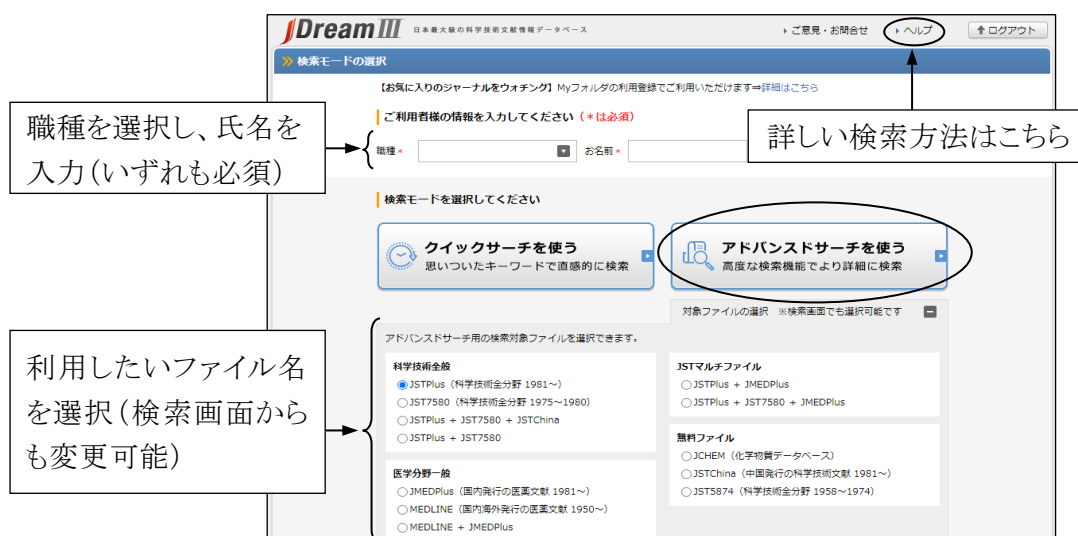 JDreamIII 日本最大級の科学技術文献情報データベース
ご意見・お問合せ ヘルプ ログアウト
検索モードの選択
【お気に入りのジャーナルをウォチング】Myフォルダの利用登録でご利用いただけます⇒詳細はこちら
ご利用者様の情報を入力してください（＊は必須）
職種＊ お名前＊
職種を選択し、氏名を
入力（いずれも必須）
詳しい検索方法はこちら
検索モードを選択してください
クイックサーチを使う
思いついたキーワードで直感的に検索
アドバンスドサーチを使う
高度な検索機能でより詳細に検索
対象ファイルの選択 ※検索画面でも選択可能です
アドバンスドサーチ用の検索対象ファイルを選択できます。
利用したいファイル名
を選択（検索画面から
も変更可能）
科学技術全般
JSTPlus（科学技術全分野 1981～）
JST7580（科学技術全分野 1975～1980）
JSTPlus + JST7580 + JSTChina
JSTPlus + JST7580
医学分野一般
JMEDPlus（国内発行の医薬文献 1981～）
MEDLINE（国内海外発行の医薬文献 1950～）
MEDLINE + JMEDPlus
JSTマルチファイル
JSTPlus + JMEDPlus
JSTPlus + JST7580 + JMEDPlus
無料ファイル
JCHEM（化学物質データベース）
JSTChina（中国発行の科学技術文献 1981～）
JST5874（科学技術全分野 1958～1974）